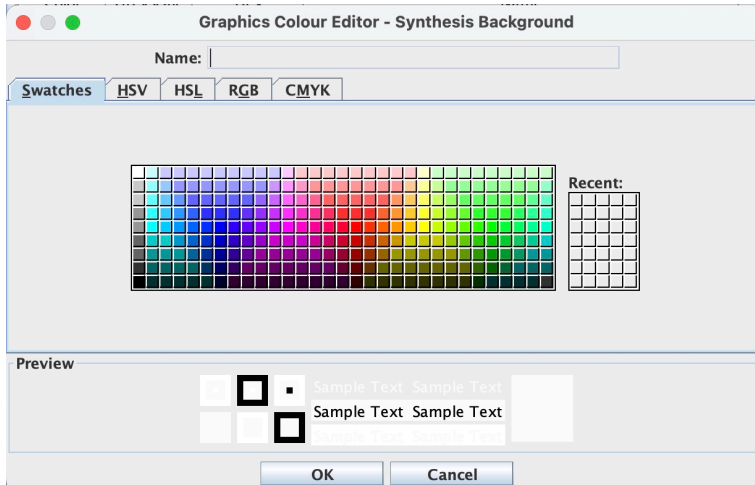 Graphics Colour Editor - Synthesis Background
Name:
Swatches HSV HSL RGB CMYK
Recent:
Preview
Sample Text Sample Text
Sample Text Sample Text
Sample Text Sample Text
OK Cancel